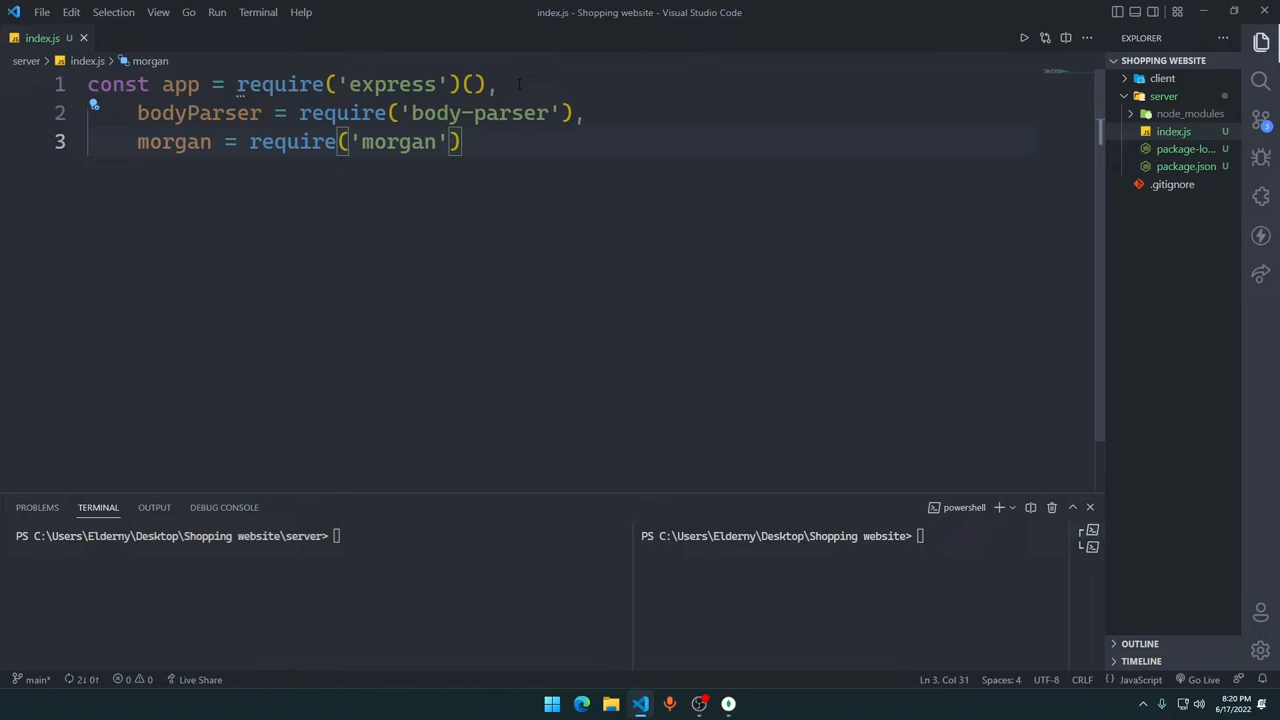 File Edit Selection View Go Run Terminal Help
index.js - Shopping website - Visual Studio Code
index.js U
EXPLORER
server > index.js > morgan
SHOPPING WEBSITE
1 const app = require('express')(),
2 bodyParser = require('body-parser'),
3 morgan = require('morgan')
client
server
node_modules
index.js U
package-lo... U
package.json U
.gitignore
3
PROBLEMS TERMINAL OUTPUT DEBUG CONSOLE
powershell
PS C:\Users\Elderny\Desktop\Shopping website\server>
PS C:\Users\Elderny\Desktop\Shopping website>
OUTLINE
TIMELINE
main* 2↓ 0↑ 0 0 Live Share
Ln 3, Col 31 Spaces: 4 UTF-8 CRLF JavaScript Go Live
8:20 PM
6/17/2022